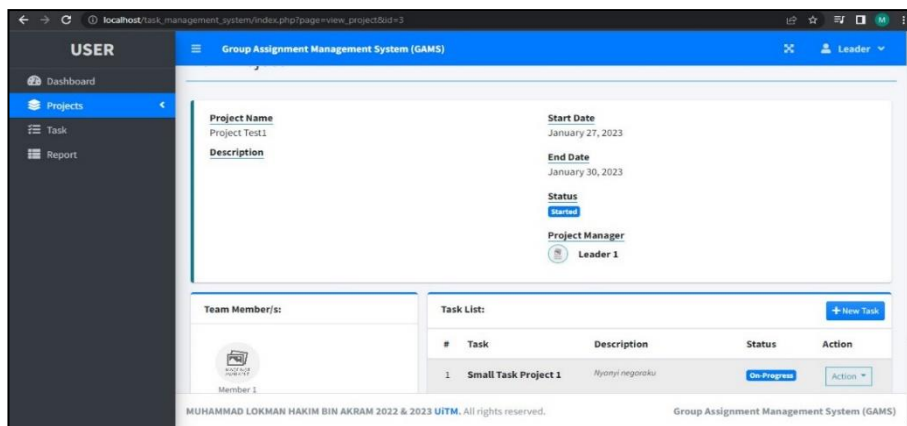 localhost/task_management_system/index.php?page=view_project&id=3
M
USER
Group Assignment Management System (GAMS)
Leader
Dashboard
Projects
Task
Report
Project Name
Project Test1
Description
Start Date
January 27, 2023
End Date
January 30, 2023
Status
Started
Project Manager
Leader 1
Team Member/s:
Member 1
Task List:
+ New Task
# Task Description Status Action
1 Small Task Project 1 Nyanyi negaraku On-Progress Action
MUHAMMAD LOKMAN HAKIM BIN AKRAM 2022 & 2023 UiTM. All rights reserved.
Group Assignment Management System (GAMS)